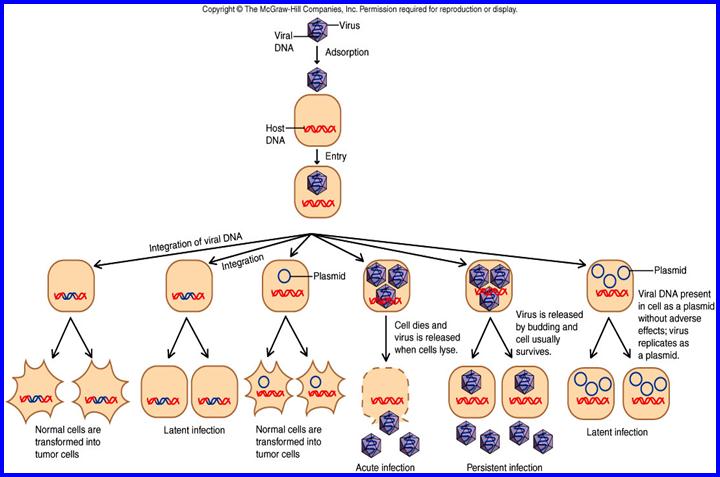 Copyright © The McGraw-Hill Companies, Inc. Permission required for reproduction or display.
Virus
Viral
DNA
Adsorption
Host
DNA
Entry
Integration of viral DNA
Integration
Plasmid
Plasmid
Cell dies and
virus is released
when cells lyse.
Virus is released
by budding and
cell usually
survives.
Viral DNA present
in cell as a plasmid
without adverse
effects; virus
replicates as
a plasmid.
Normal cells are
transformed into
tumor cells
Latent infection
Normal cells are
transformed into
tumor cells
Acute infection
Persistent infection
Latent infection